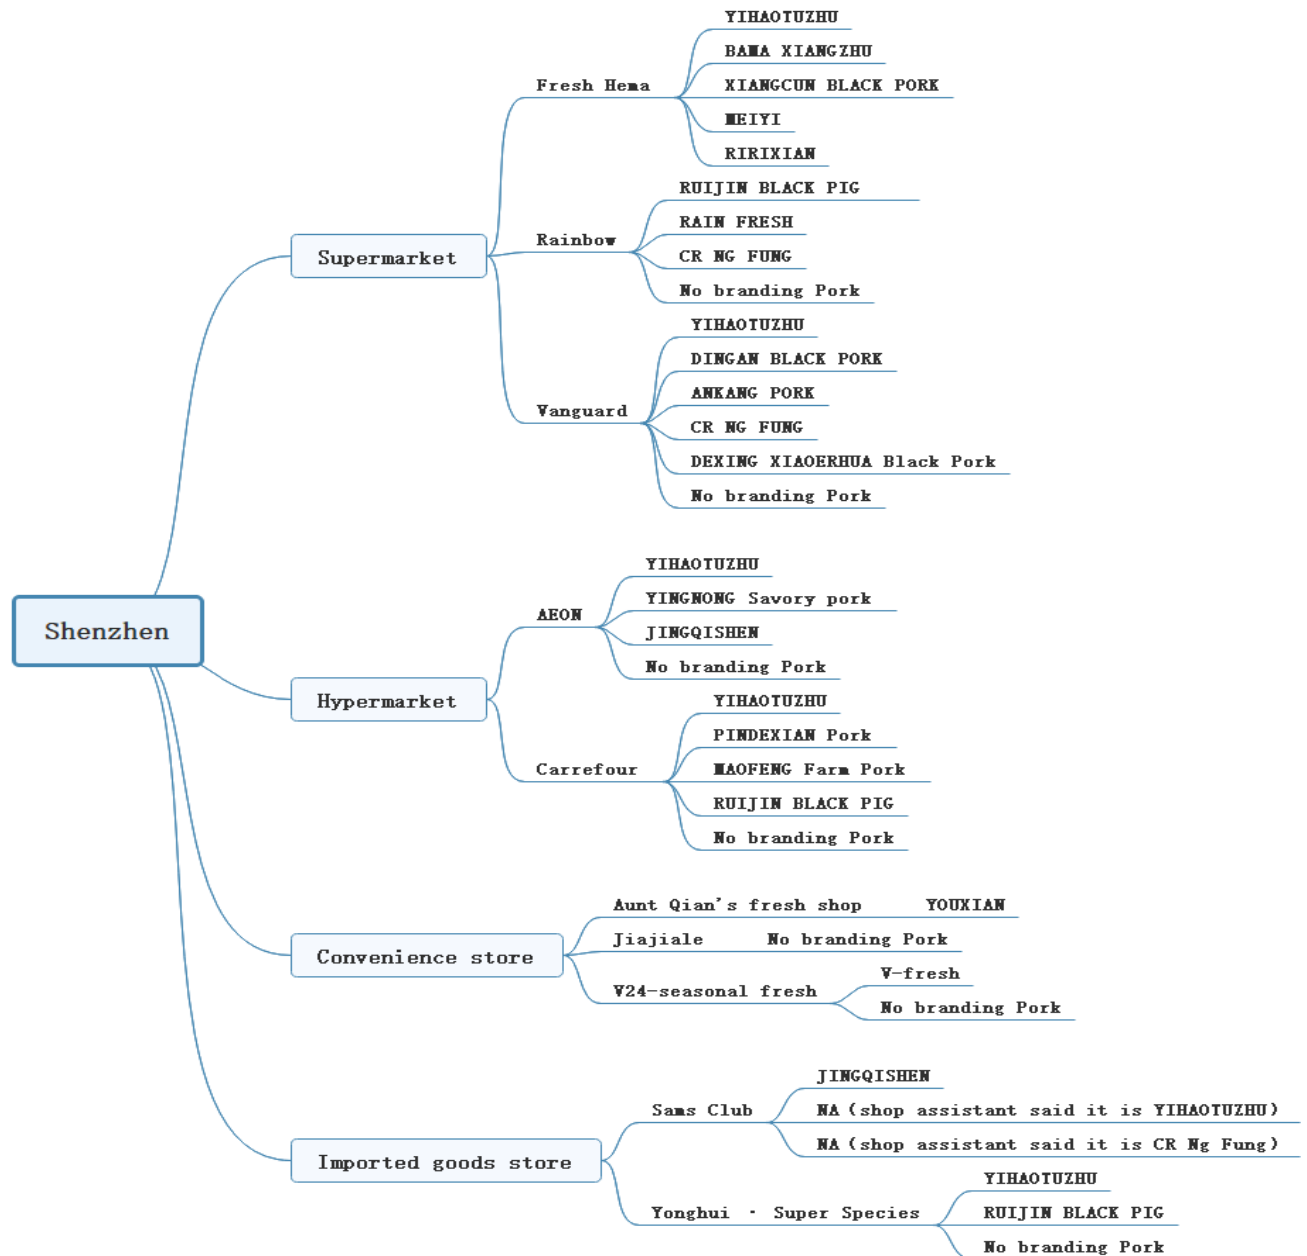 Shenzhen
Supermarket
Fresh Hema
YIHAOTUZHU
BAMA XIANGZHU
XIANGCUN BLACK PORK
MEIYI
RIRIXIAN
Rainbow
RUIJIN BLACK PIG
RAIN FRESH
CR NG FUNG
No branding Pork
Vanguard
YIHAOTUZHU
DINGAN BLACK PORK
ANKANG PORK
CR NG FUNG
DEXING XIAOERHUA Black Pork
No branding Pork
Hypermarket
AEON
YIHAOTUZHU
YINGNONG Savory pork
JINGQISHEN
No branding Pork
Carrefour
YIHAOTUZHU
PINDEXIAN Pork
MAOFENG Farm Pork
RUIJIN BLACK PIG
No branding Pork
Convenience store
Aunt Qian's fresh shop YOUXIAN
Jiajiale No branding Pork
V24-seasonal fresh
V-fresh
No branding Pork
Imported goods store
Sams Club
JINGQISHEN
NA（shop assistant said it is YIHAOTUZHU）
NA（shop assistant said it is CR Ng Fung）
Yonghui · Super Species
YIHAOTUZHU
RUIJIN BLACK PIG
No branding Pork